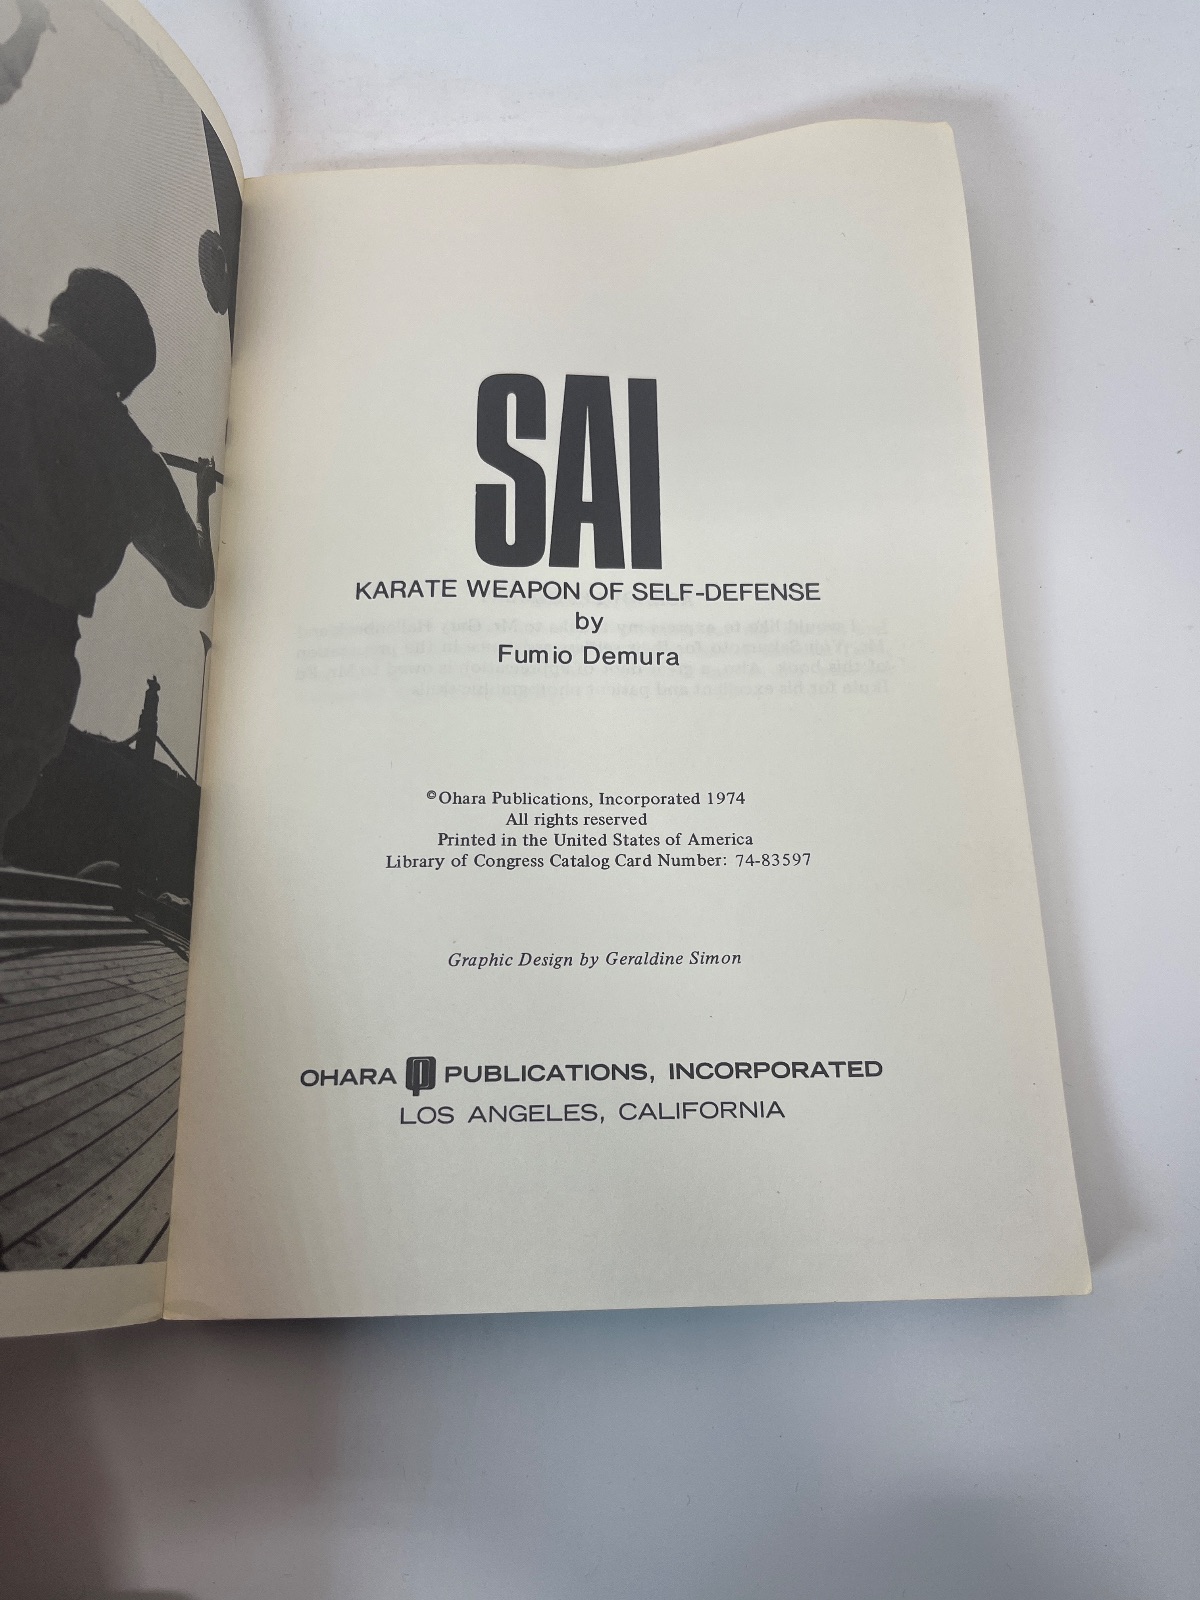 SAI
KARATE WEAPON OF SELF-DEFENSE
by
Fumio Demura
©Ohara Publications, Incorporated 1974
All rights reserved
Printed in the United States of America
Library of Congress Catalog Card Number: 74-83597
Graphic Design by Geraldine Simon
OHARA PUBLICATIONS, INCORPORATED
LOS ANGELES, CALIFORNIA